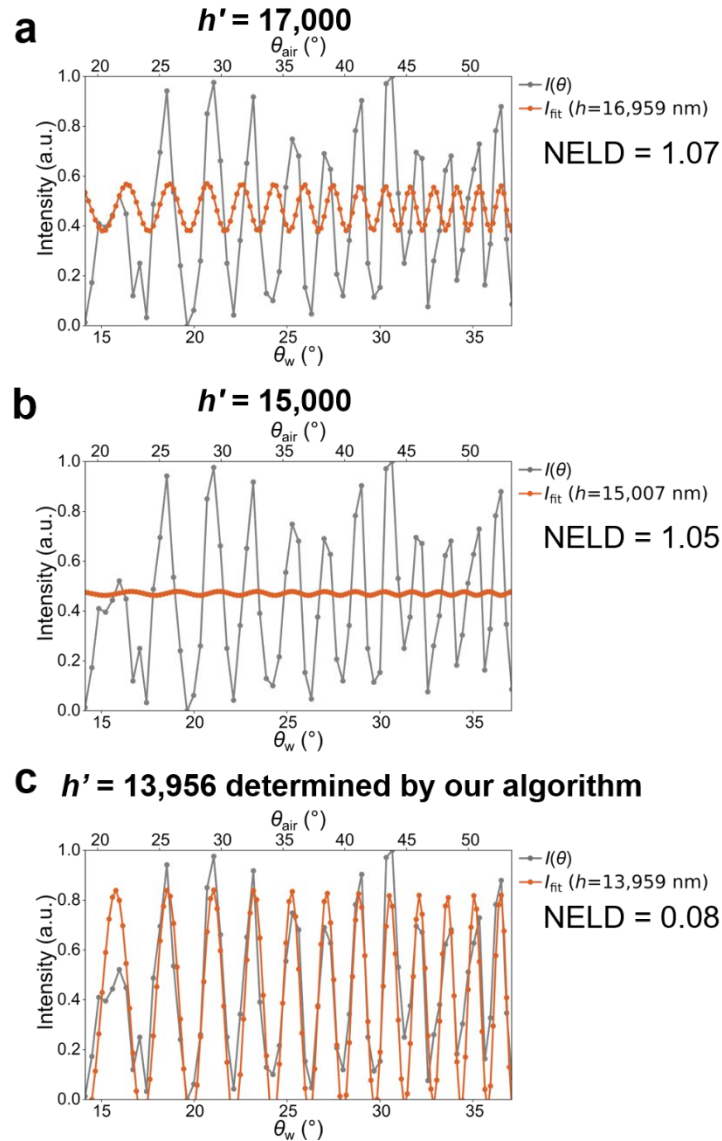 a
h' = 17,000
θair (°)
20 25 30 35 40 45 50
1.0
0.8
0.6
0.4
0.2
0.0
Intensity (a.u.)
15 20 25 30 35
θw (°)
I(θ)
Ifit (h=16,959 nm)
NELD = 1.07
b
h' = 15,000
θair (°)
20 25 30 35 40 45 50
1.0
0.8
0.6
0.4
0.2
0.0
Intensity (a.u.)
15 20 25 30 35
θw (°)
I(θ)
Ifit (h=15,007 nm)
NELD = 1.05
c
h’ = 13,956 determined by our algorithm
θair (°)
20 25 30 35 40 45 50
1.0
0.8
0.6
0.4
0.2
0.0
Intensity (a.u.)
15 20 25 30 35
θw (°)
I(θ)
Ifit (h=13,959 nm)
NELD = 0.08